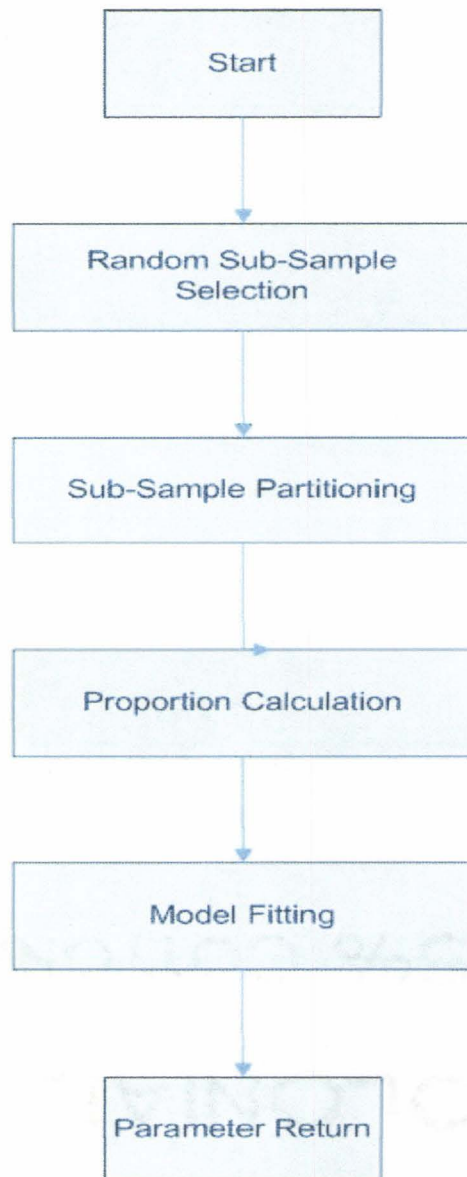 Start
Random Sub-Sample
Selection
Sub-Sample Partitioning
Proportion Calculation
Model Fitting
Parameter Return